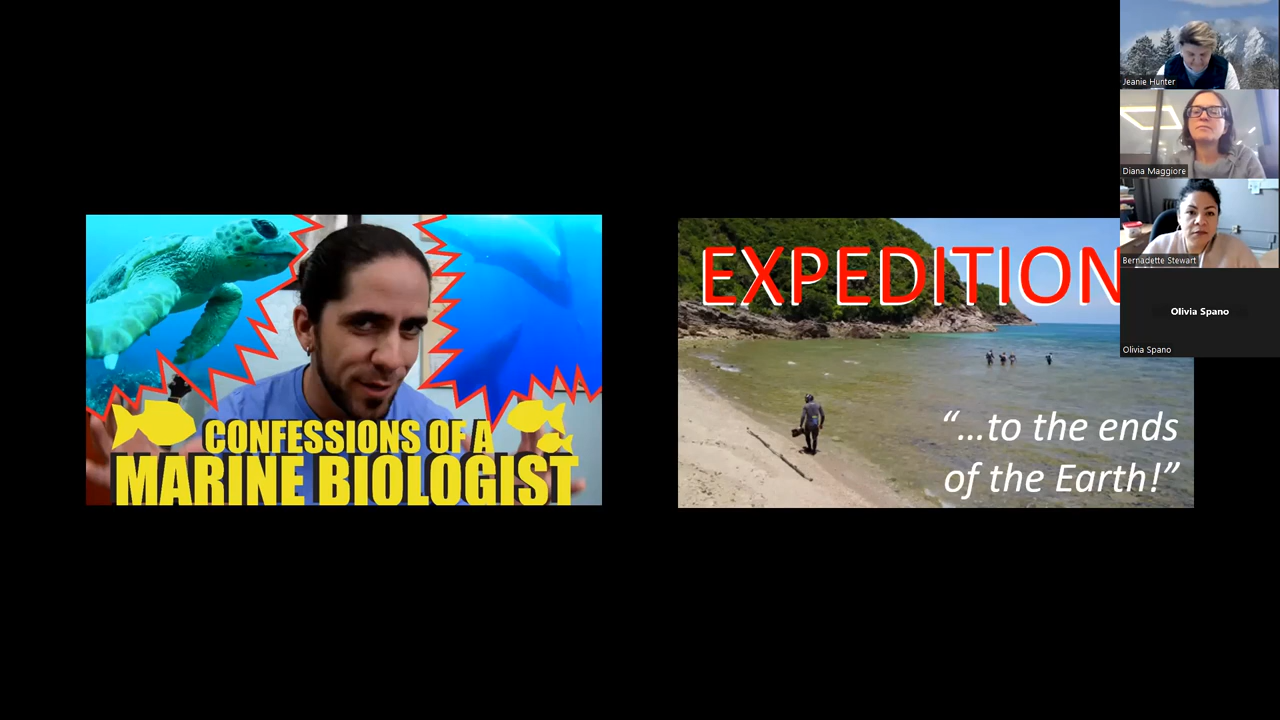 CONFESSIONS OF A
MARINE BIOLOGIST
EXPEDITION
“...to the ends
of the Earth!”
Jeanie Hunter
Diana Maggiore
Bernadette Stewart
Olivia Spano
Olivia Spano